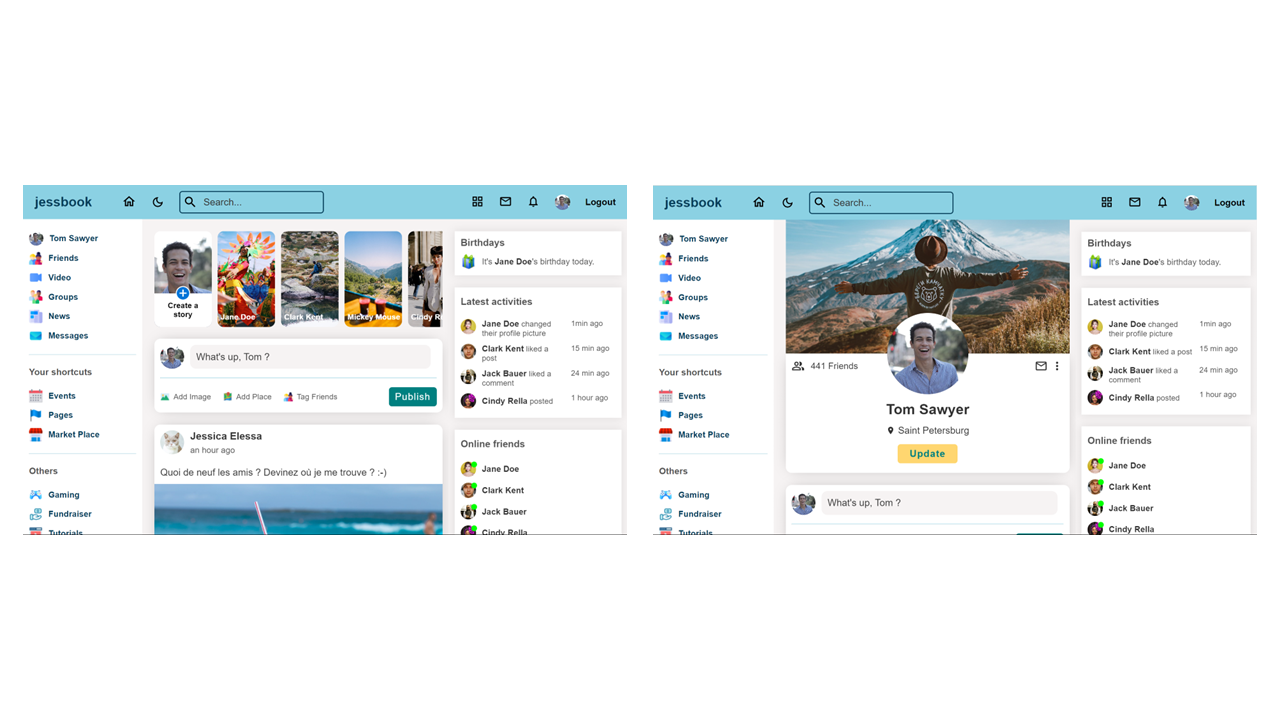 jessbook
Search...
Logout
Tom Sawyer
Friends
Video
Groups
News
Messages
Your shortcuts
Events
Pages
Market Place
Others
Gaming
Fundraiser
Tutorials
Create a
story
Jane Doe
Clark Kent
Mickey Mouse
Cindy R
What's up, Tom ?
Add Image
Add Place
Tag Friends
Publish
Jessica Elessa
an hour ago
Quoi de neuf les amis ? Devinez où je me trouve ? :-)
Birthdays
It's Jane Doe's birthday today.
Latest activities
Jane Doe changed 1min ago
their profile picture
Clark Kent liked a 15 min ago
post
Jack Bauer liked a 24 min ago
comment
Cindy Rella posted 1 hour ago
Online friends
Jane Doe
Clark Kent
Jack Bauer
Cindy Rella
jessbook
Search...
Logout
Tom Sawyer
Friends
Video
Groups
News
Messages
Your shortcuts
Events
Pages
Market Place
Others
Gaming
Fundraiser
Tutorials
441 Friends
Tom Sawyer
Saint Petersburg
Update
What's up, Tom ?
Birthdays
It's Jane Doe's birthday today.
Latest activities
Jane Doe changed 1min ago
their profile picture
Clark Kent liked a post 15 min ago
Jack Bauer liked a 24 min ago
comment
Cindy Rella posted 1 hour ago
Online friends
Jane Doe
Clark Kent
Jack Bauer
Cindy Rella